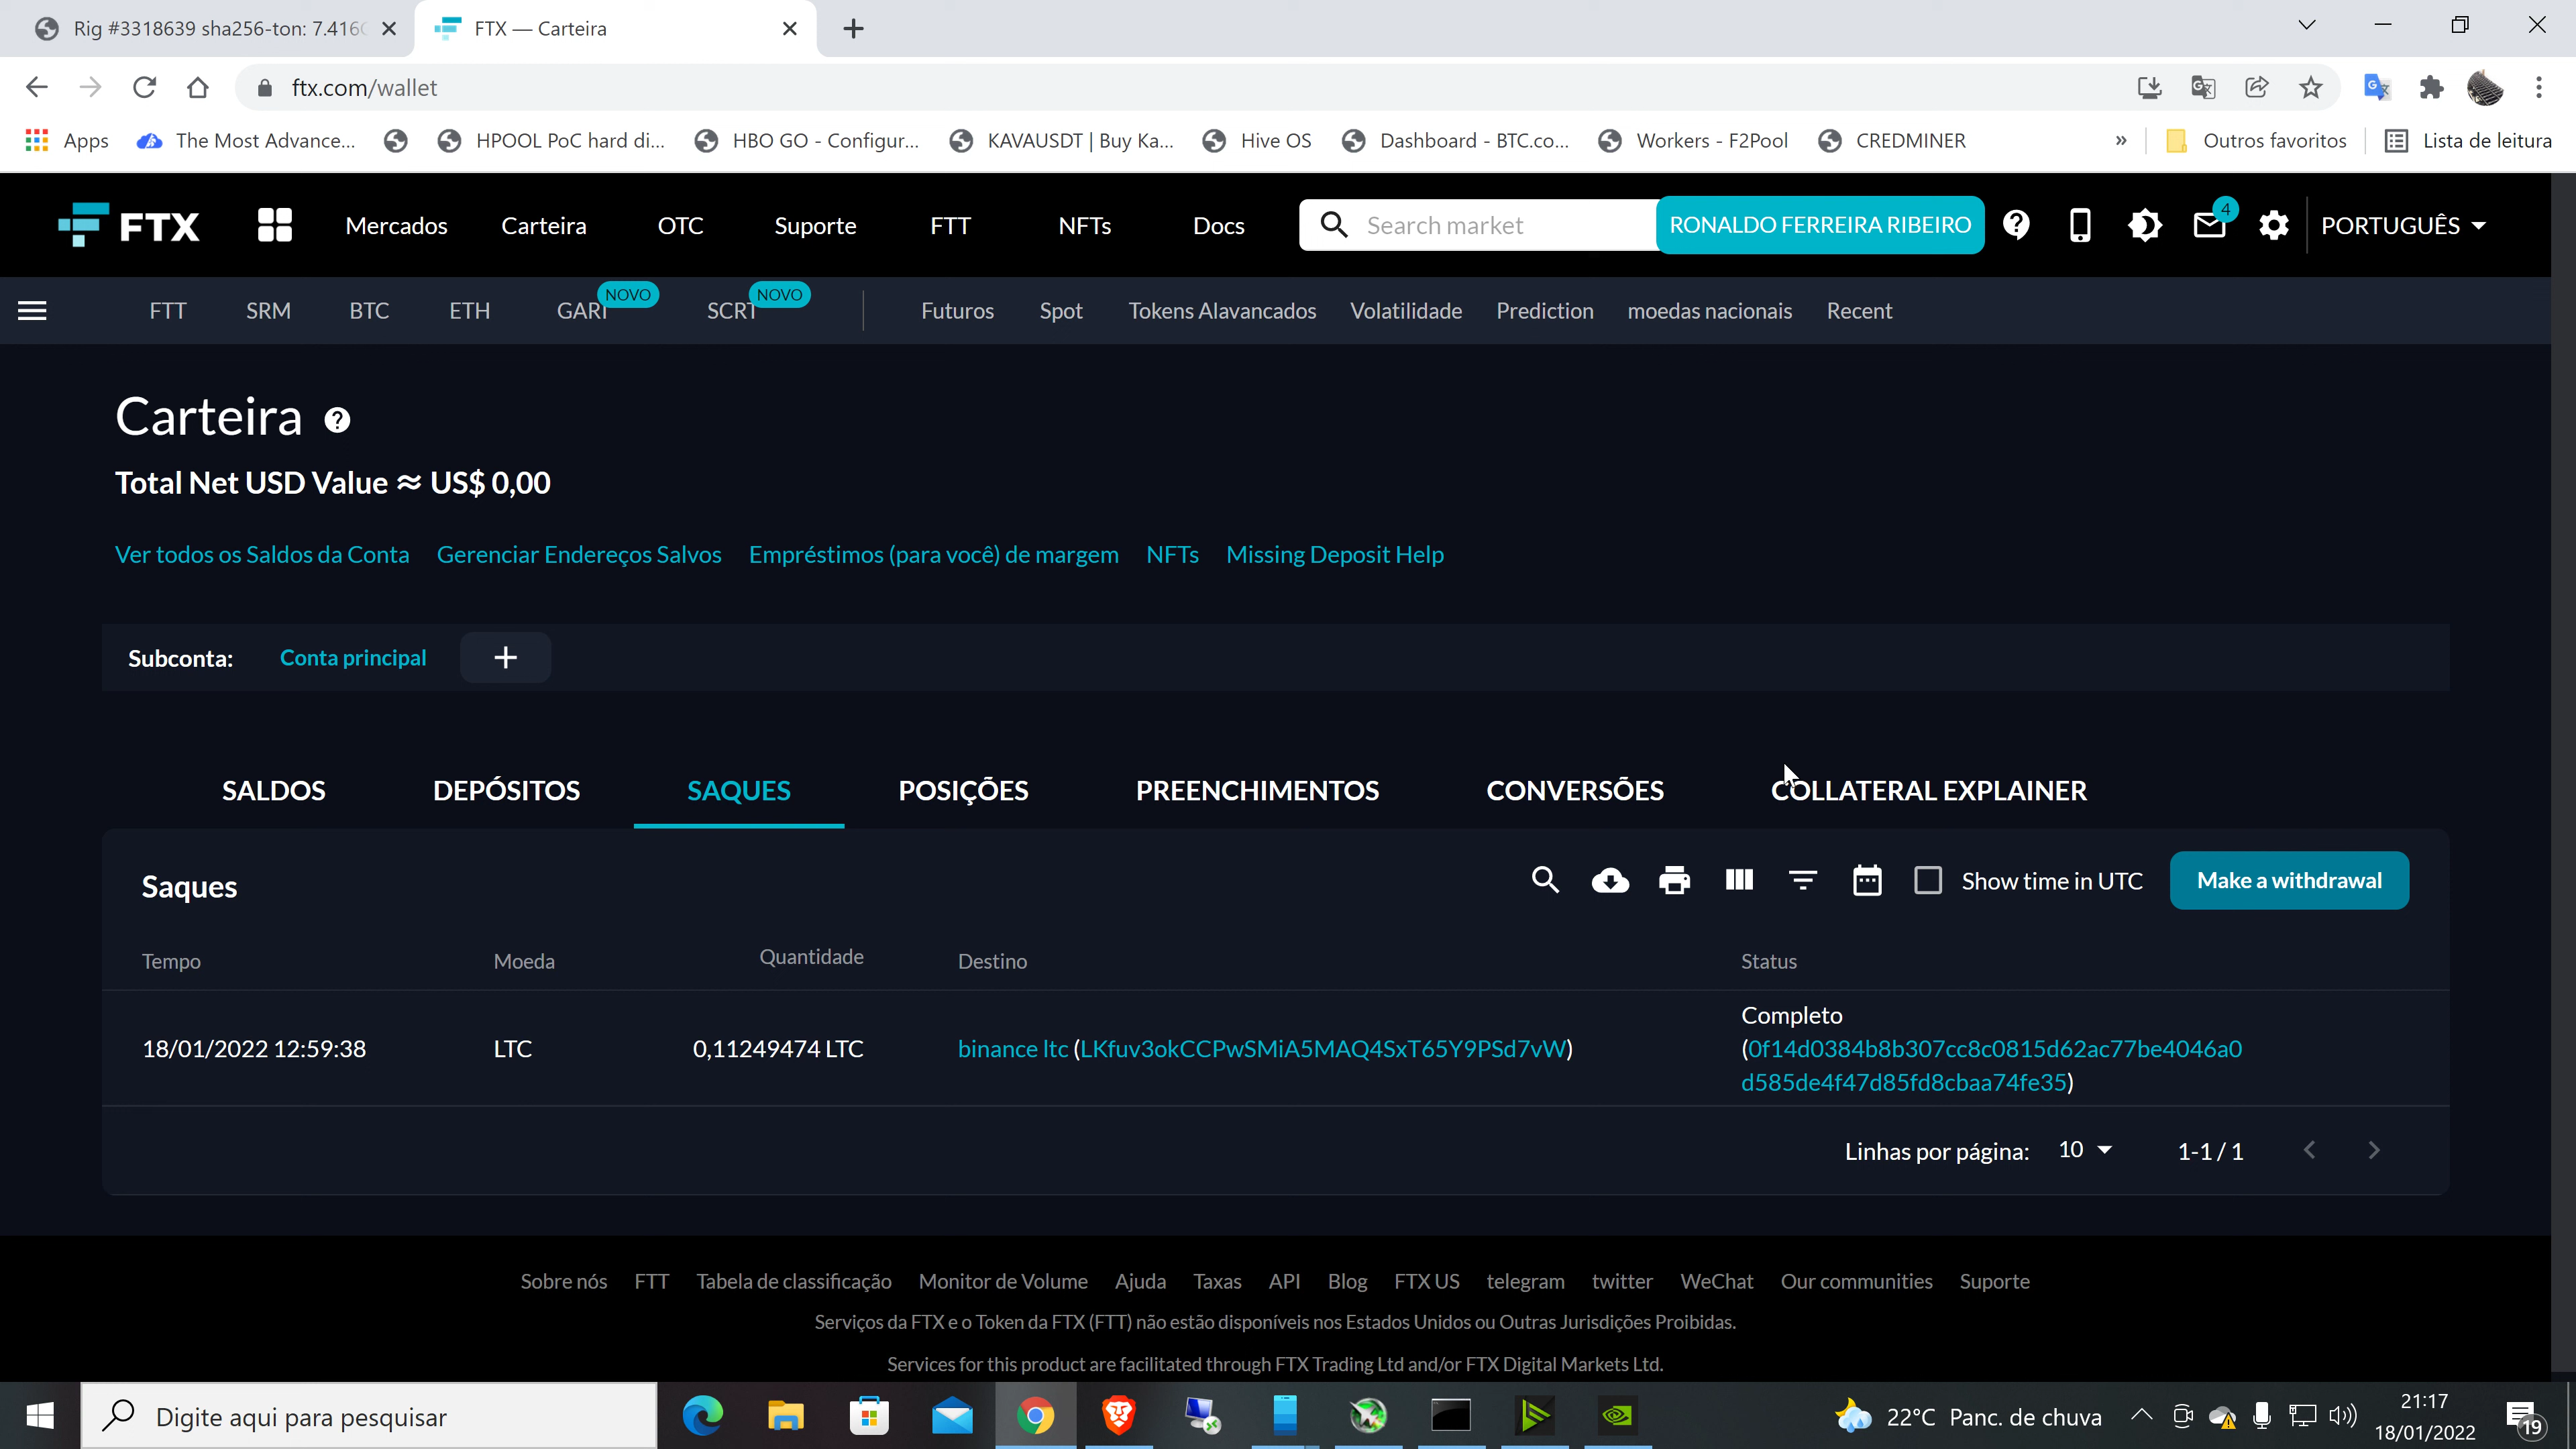 Rig #3318639 sha256-ton: 7.416
FTX — Carteira
ftx.com/wallet
Apps
The Most Advance...
HPOOL PoC hard di...
HBO GO - Configur...
KAVAUSDT | Buy Ka...
Hive OS
Dashboard - BTC.co...
Workers - F2Pool
CREDMINER
»
Outros favoritos
Lista de leitura
FTX
Mercados
Carteira
OTC
Suporte
FTT
NFTs
Docs
Search market
RONALDO FERREIRA RIBEIRO
4
PORTUGUÊS
FTT
SRM
BTC
ETH
GARI
NOVO
SCRT
NOVO
Futuros
Spot
Tokens Alavancados
Volatilidade
Prediction
moedas nacionais
Recent
Carteira
Total Net USD Value ≈ US$ 0,00
Ver todos os Saldos da Conta
Gerenciar Endereços Salvos
Empréstimos (para você) de margem
NFTs
Missing Deposit Help
Subconta:
Conta principal
+
SALDOS
DEPÓSITOS
SAQUES
POSIÇÕES
PREENCHIMENTOS
CONVERSÕES
COLLATERAL EXPLAINER
Saques
Show time in UTC
Make a withdrawal
Tempo
Moeda
Quantidade
Destino
Status
18/01/2022 12:59:38
LTC
0,11249474 LTC
binance ltc (LKfuv3okCCPwSMiA5MAQ4SxT65Y9PSd7vW)
Completo
(0f14d0384b8b307cc8c0815d62ac77be4046a0
d585de4f47d85fd8cbaa74fe35)
Linhas por página:
10
1-1 / 1
Sobre nós
FTT
Tabela de classificação
Monitor de Volume
Ajuda
Taxas
API
Blog
FTX US
telegram
twitter
WeChat
Our communities
Suporte
Serviços da FTX e o Token da FTX (FTT) não estão disponíveis nos Estados Unidos ou Outras Jurisdições Proibidas.
Services for this product are facilitated through FTX Trading Ltd and/or FTX Digital Markets Ltd.
Digite aqui para pesquisar
22°C Panc. de chuva
21:17
18/01/2022
19